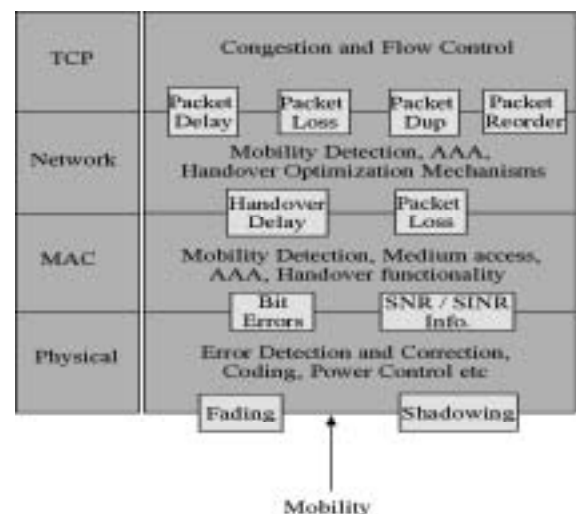 TCP
Congestion and Flow Control
Packet Delay
Packet Loss
Packet Dup
Packet Reorder
Network
Mobility Detection, AAA,
Handover Optimization Mechanisms
Handover Delay
Packet Loss
MAC
Mobility Detection, Medium access,
AAA, Handover functionality
Bit Errors
SNR / SINR Info.
Physical
Error Detection and Correction,
Coding, Power Control etc
Fading
Shadowing
Mobility